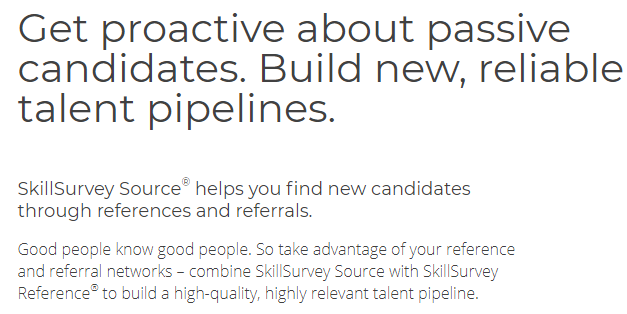 Get proactive about passive
candidates. Build new, reliable
talent pipelines.
SkillSurvey Source® helps you find new candidates
through references and referrals.
Good people know good people. So take advantage of your reference
and referral networks – combine SkillSurvey Source with SkillSurvey
Reference® to build a high-quality, highly relevant talent pipeline.